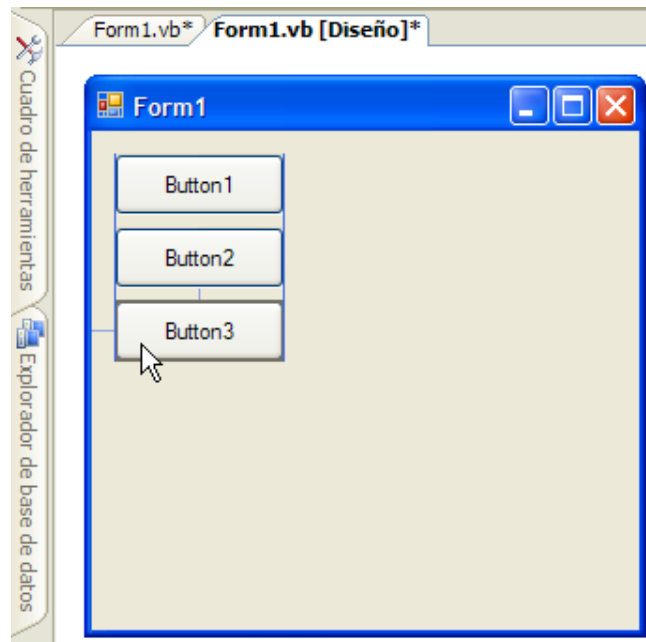 Form1.vb* Form1.vb [Diseño]*
Cuadro de herramientas
Explorador de base de datos
Form1
Button1
Button2
Button3